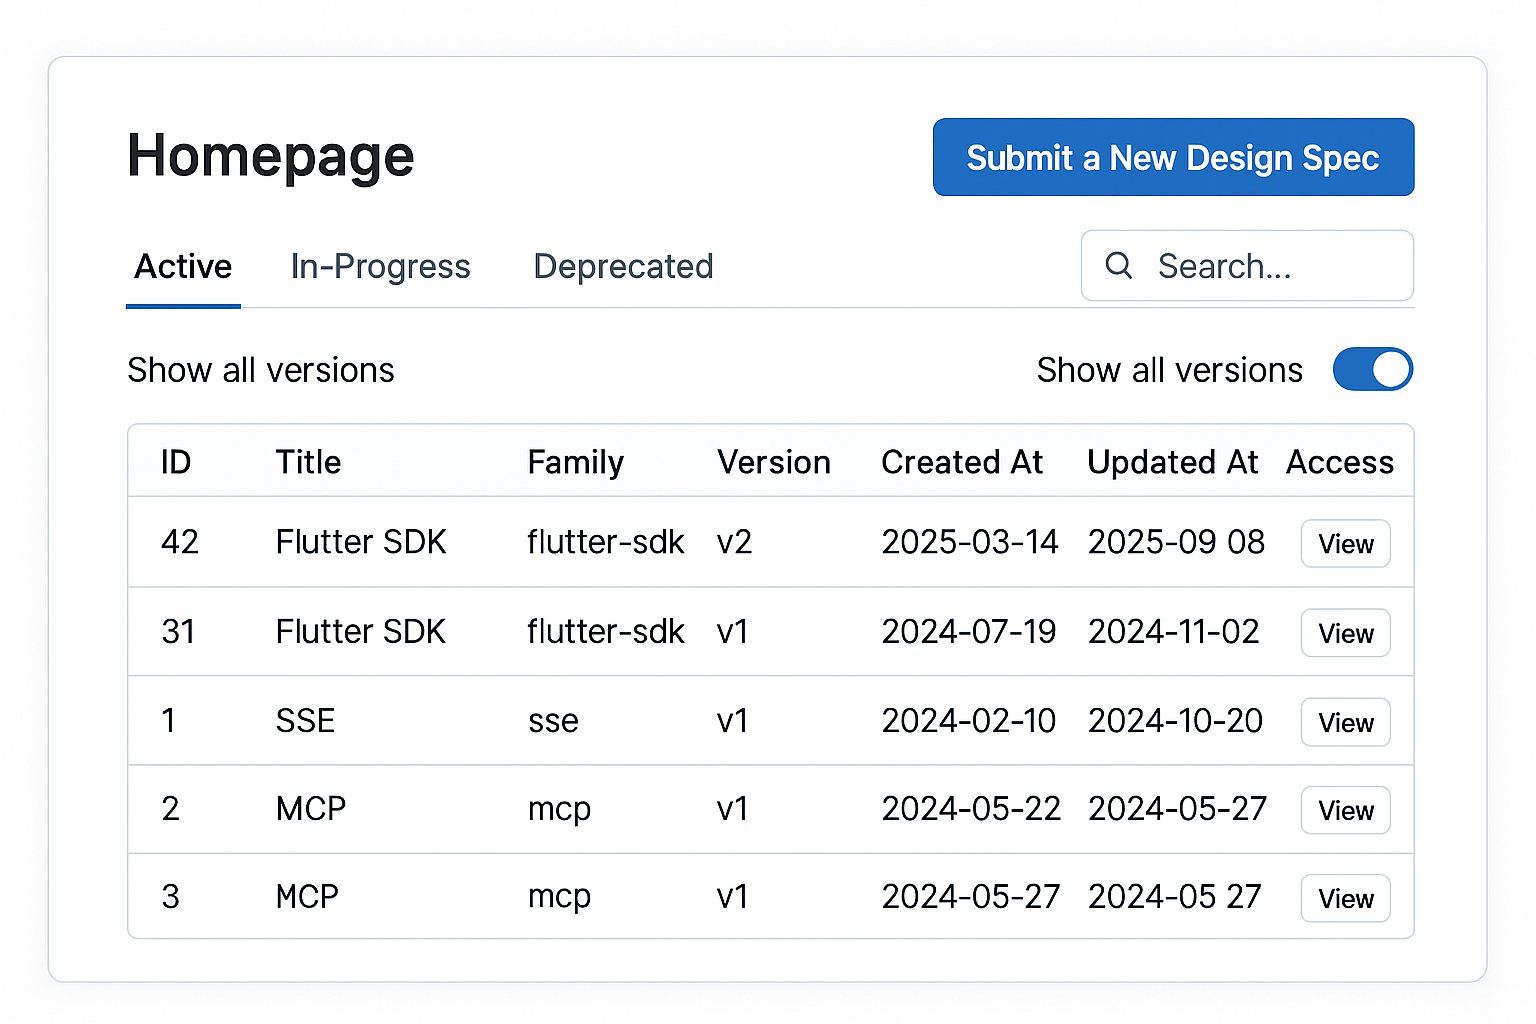 Homepage
Submit a New Design Spec
Active In-Progress Deprecated
Search...
Show all versions
Show all versions
ID Title Family Version Created At Updated At Access
42 Flutter SDK flutter-sdk v2 2025-03-14 2025-09 08 View
31 Flutter SDK flutter-sdk v1 2024-07-19 2024-11-02 View
1 SSE sse v1 2024-02-10 2024-10-20 View
2 MCP mcp v1 2024-05-22 2024-05-27 View
3 MCP mcp v1 2024-05-27 2024-05 27 View